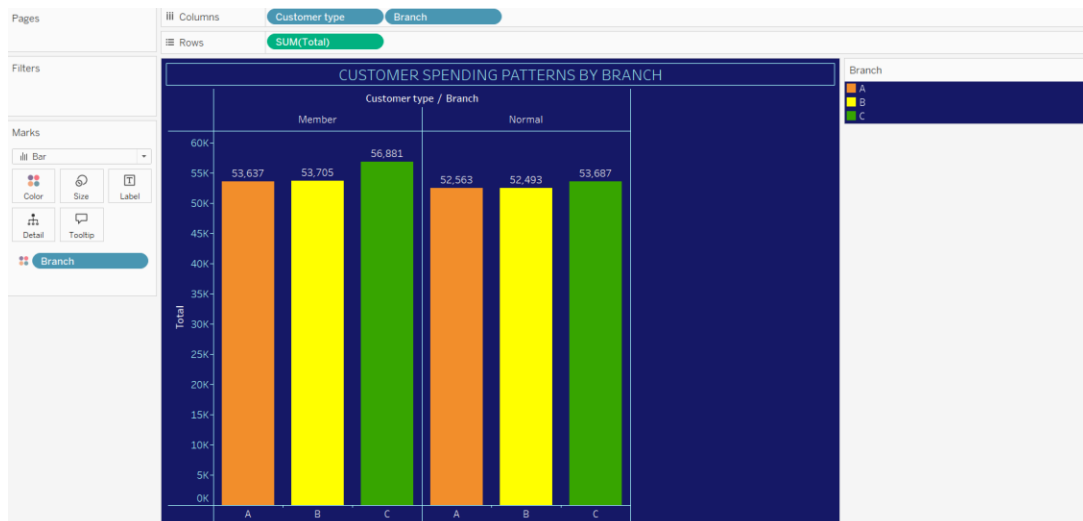 Pages
Columns
Customer type
Branch
Rows
SUM(Total)
Filters
Marks
Bar
Color
Size
Label
Detail
Tooltip
Branch
CUSTOMER SPENDING PATTERNS BY BRANCH
Customer type / Branch
Member
Normal
Total
60K
55K
50K
45K
40K
35K
30K
25K
20K
15K
10K
5K
0K
53,637
53,705
56,881
52,563
52,493
53,687
A
B
C
A
B
C
Branch
A
B
C